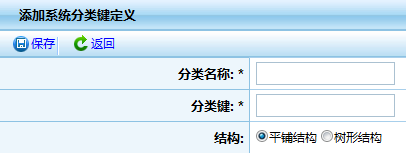 添加系统分类键定义
保存 返回
分类名称: *
分类键: *
结构: 平铺结构 树形结构